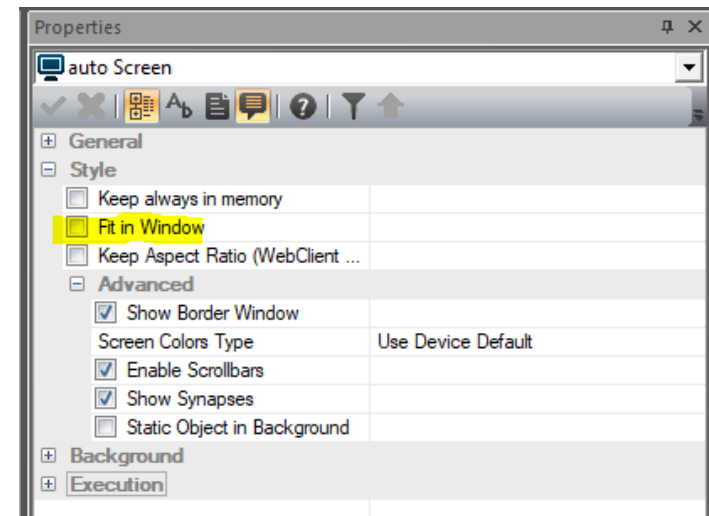 Properties
auto Screen
General
Style
Keep always in memory
Fit in Window
Keep Aspect Ratio (WebClient ...
Advanced
Show Border Window
Screen Colors Type Use Device Default
Enable Scrollbars
Show Synapses
Static Object in Background
Background
Execution